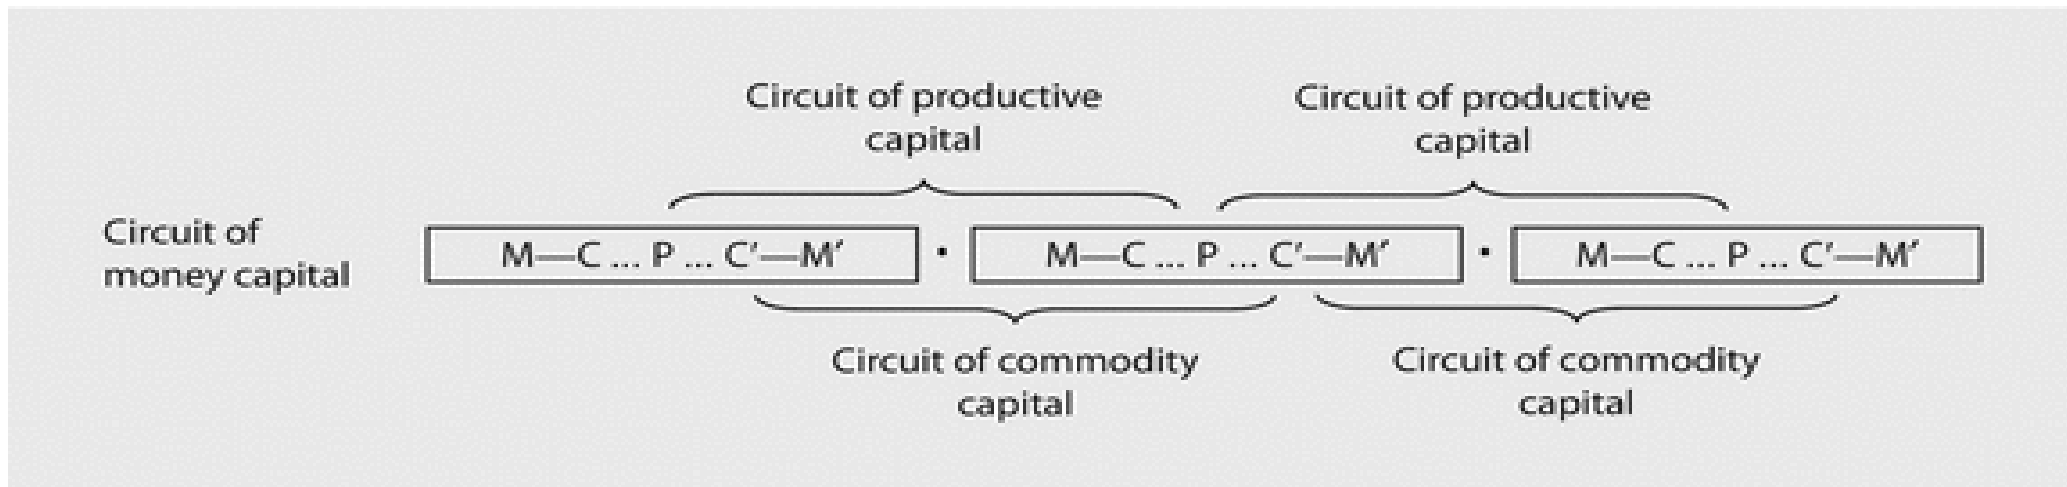 Circuit of productive
capital
Circuit of productive
capital
Circuit of
money capital
M—C ... P ... C′—M′ • M—C ... P ... C′—M′ • M—C ... P ... C′—M′
Circuit of commodity
capital
Circuit of commodity
capital